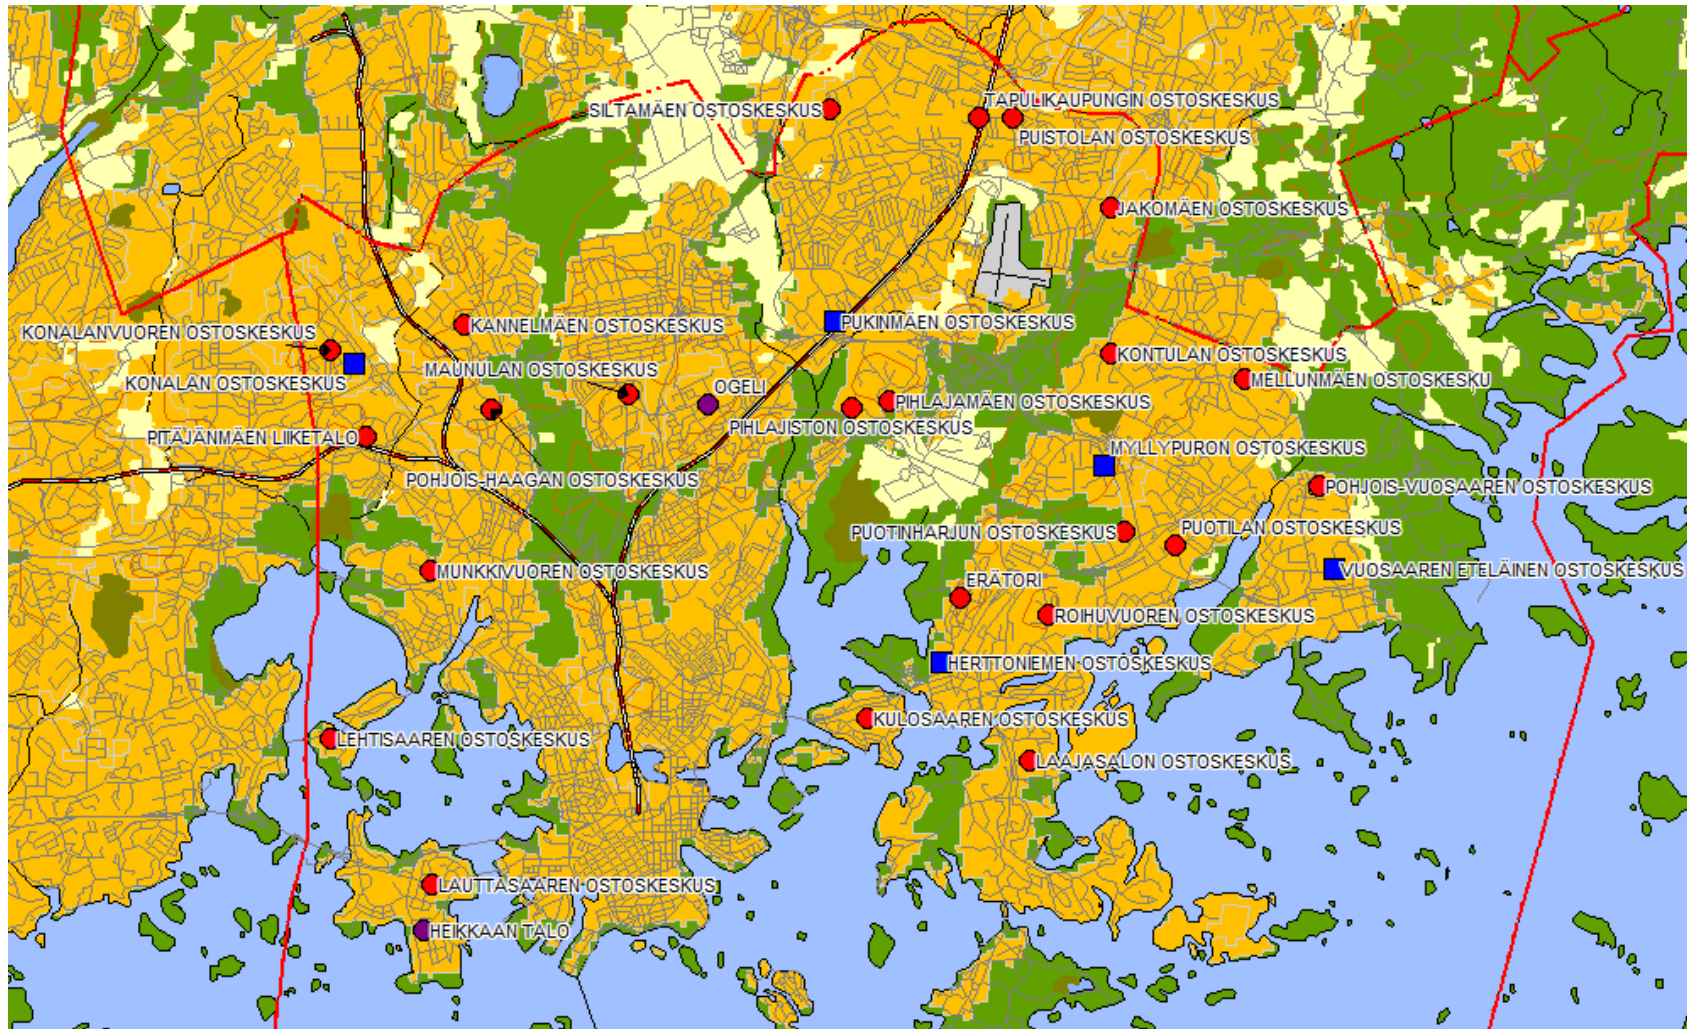 TAPULIKAUPUNGIN OSTOSKESKUS
SILTAMÄEN OSTOSKESKUS
PUISTOLAN OSTOSKESKUS
JAKOMÄEN OSTOSKESKUS
KONALANVUOREN OSTOSKESKUS
KANNELMÄEN OSTOSKESKUS
PUKINMÄEN OSTOSKESKUS
KONTULAN OSTOSKESKUS
KONALAN OSTOSKESKUS
MAUNULAN OSTOSKESKUS
OGELI
MELLUNMÄEN OSTOSKESKU
PIHLAJAMÄEN OSTOSKESKUS
PIHLAJISTON OSTOSKESKUS
PITÄJÄNMÄEN LIIKETALO
MYLLYPURON OSTOSKESKUS
POHJOIS-HAAGAN OSTOSKESKUS
POHJOIS-VUOSAAREN OSTOSKESKUS
PUOTINHARJUN OSTOSKESKUS
PUOTILAN OSTOSKESKUS
MUNKKIVUOREN OSTOSKESKUS
VUOSAAREN ETELÄINEN OSTOSKESKUS
ERÄTORI
ROIHUVUOREN OSTOSKESKUS
HERTTONIEMEN OSTOSKESKUS
KULOSAAREN OSTOSKESKUS
LEHTISAAREN OSTOSKESKUS
LAAJASALON OSTOSKESKUS
LAUTTASAAREN OSTOSKESKUS
HEIKKAAN TALO